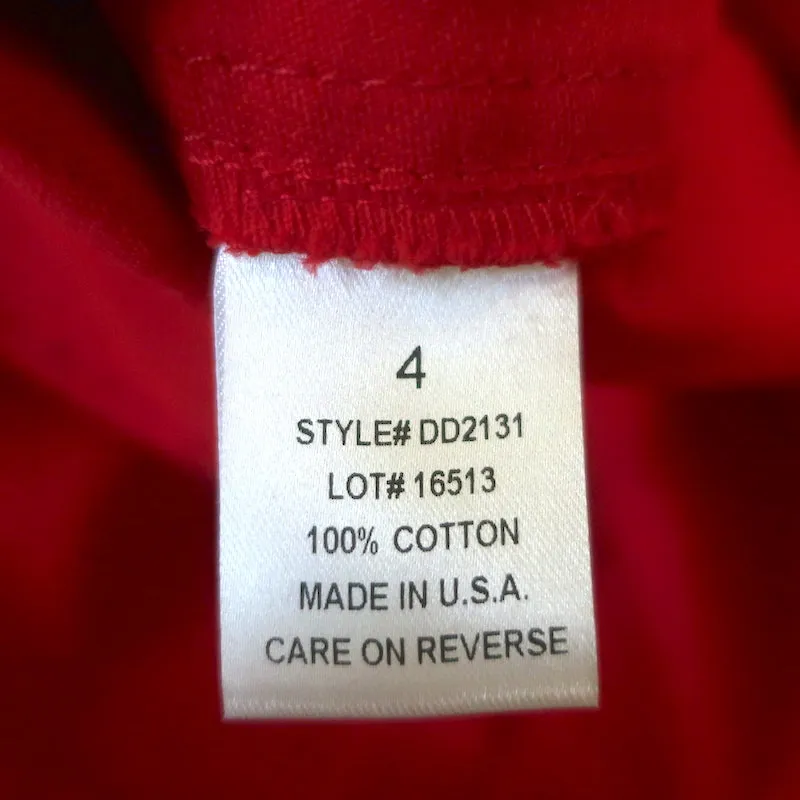 4
STYLE# DD2131
LOT# 16513
100% COTTON
MADE IN U.S.A.
CARE ON REVERSE